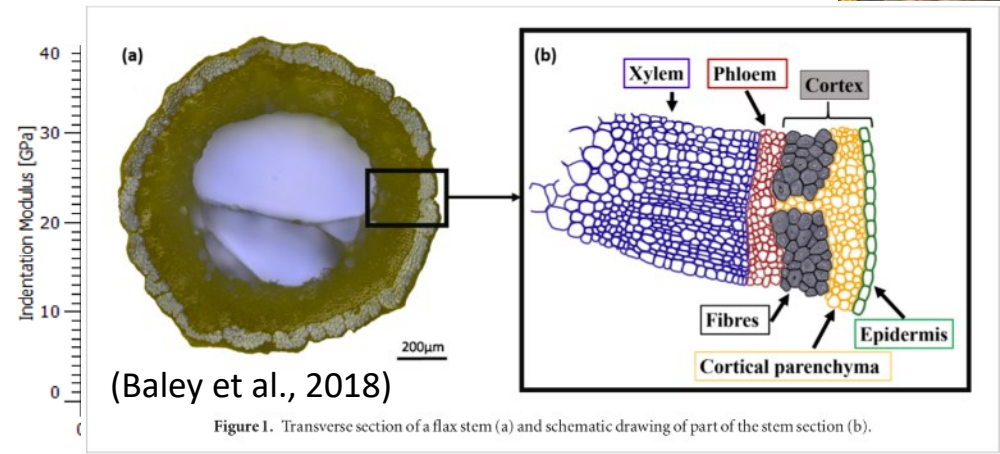 Indentation Modulus [GPa]
40
30
20
10
0
(a)
200µm
(Baley et al., 2018)
(b)
Xylem
Phloem
Cortex
Fibres
Epidermis
Cortical parenchyma
Figure 1. Transverse section of a flax stem (a) and schematic drawing of part of the stem section (b).